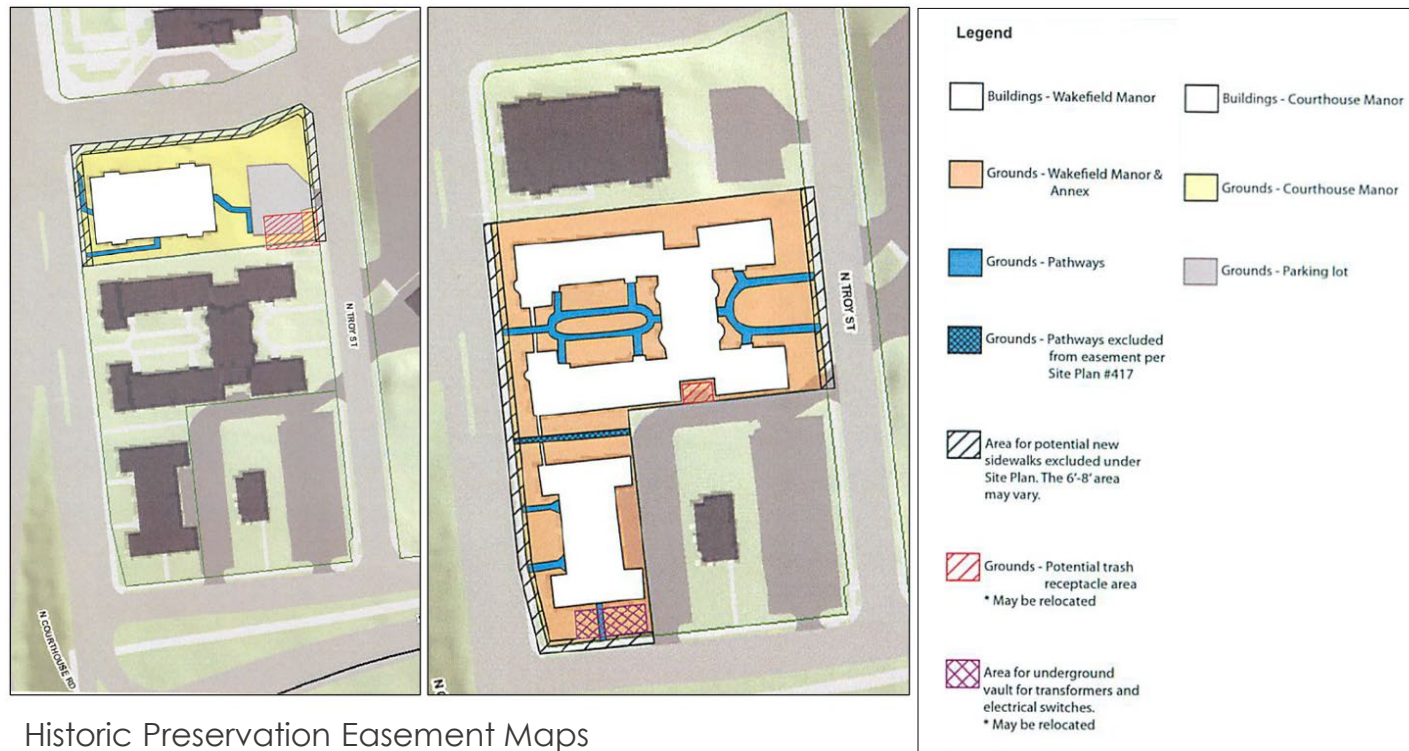 N TROY ST
N COURTHOUSE RD
N TROY ST
Legend
Buildings - Wakefield Manor
Buildings - Courthouse Manor
Grounds - Wakefield Manor &
Annex
Grounds - Courthouse Manor
Grounds - Pathways
Grounds - Parking lot
Grounds - Pathways excluded
from easement per
Site Plan #417
Area for potential new
sidewalks excluded under
Site Plan. The 6'-8' area
may vary.
Grounds - Potential trash
receptacle area
* May be relocated
Area for underground
vault for transformers and
electrical switches.
* May be relocated
Historic Preservation Easement Maps